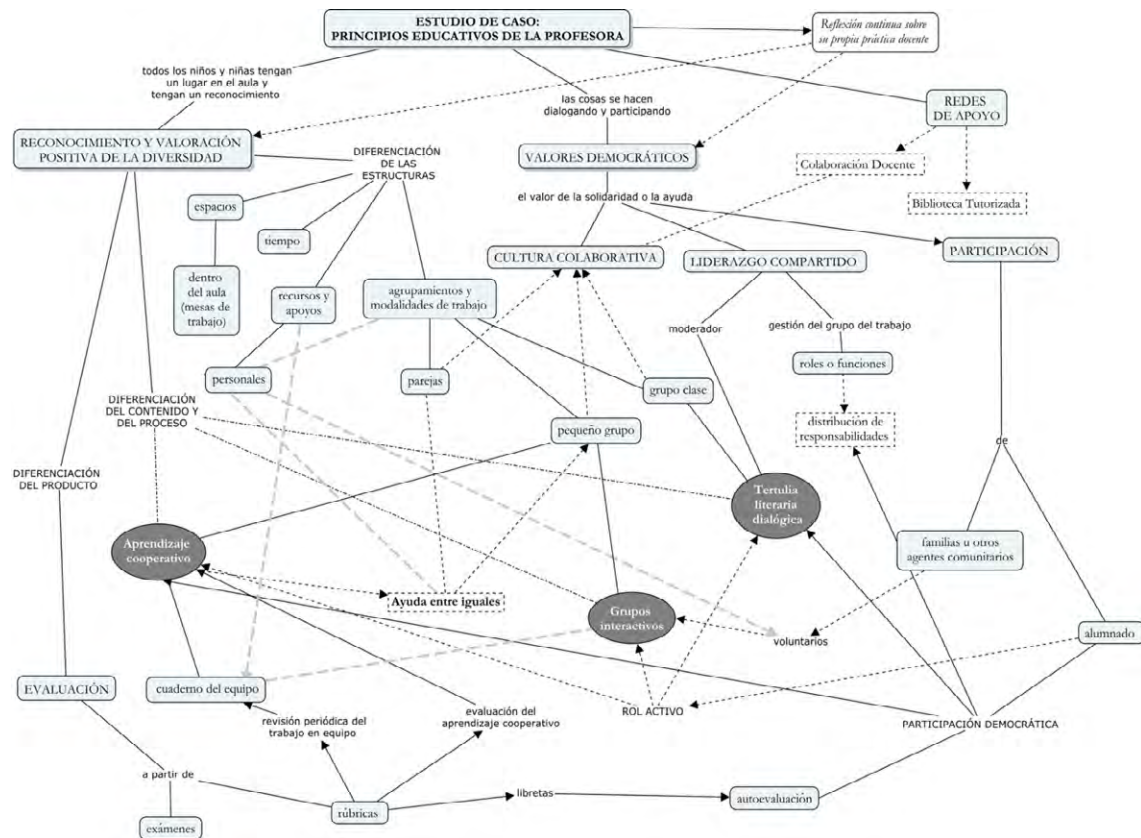 ESTUDIO DE CASO:
PRINCIPIOS EDUCATIVOS DE LA PROFESORA
Reflexión continua sobre
su propia práctica docente
todos los niños y niñas tengan
un lugar en el aula y
tengan un reconocimiento
las cosas se hacen
dialogando y participando
REDES
DE APOYO
RECONOCIMIENTO Y VALORACIÓN
POSITIVA DE LA DIVERSIDAD
DIFERENCIACIÓN
DE LAS
ESTRUCTURAS
VALORES DEMOCRÁTICOS
Colaboración Docente
el valor de la solidaridad o la ayuda
Biblioteca Tutorizada
espacios
tiempo
CULTURA COLABORATIVA
LIDERAZGO COMPARTIDO
PARTICIPACIÓN
dentro
del aula
(mesas de
trabajo)
recursos y
apoyos
agrupamientos y
modalidades de trabajo
moderador
gestión del grupo del trabajo
personales
parejas
grupo clase
roles o funciones
DIFERENCIACIÓN
DEL CONTENIDO Y
DEL PROCESO
pequeño grupo
distribución de
responsabilidades
de
DIFERENCIACIÓN
DEL PRODUCTO
Tertulia
literaria
dialógica
Aprendizaje
cooperativo
familias u otros
agentes comunitarios
Ayuda entre iguales
Grupos
interactivos
voluntarios
alumnado
EVALUACIÓN
cuaderno del equipo
ROL ACTIVO
PARTICIPACIÓN DEMOCRÁTICA
revisión periódica del
trabajo en equipo
evaluación del
aprendizaje cooperativo
a partir de
libretas
autoevaluación
rúbricas
exámenes